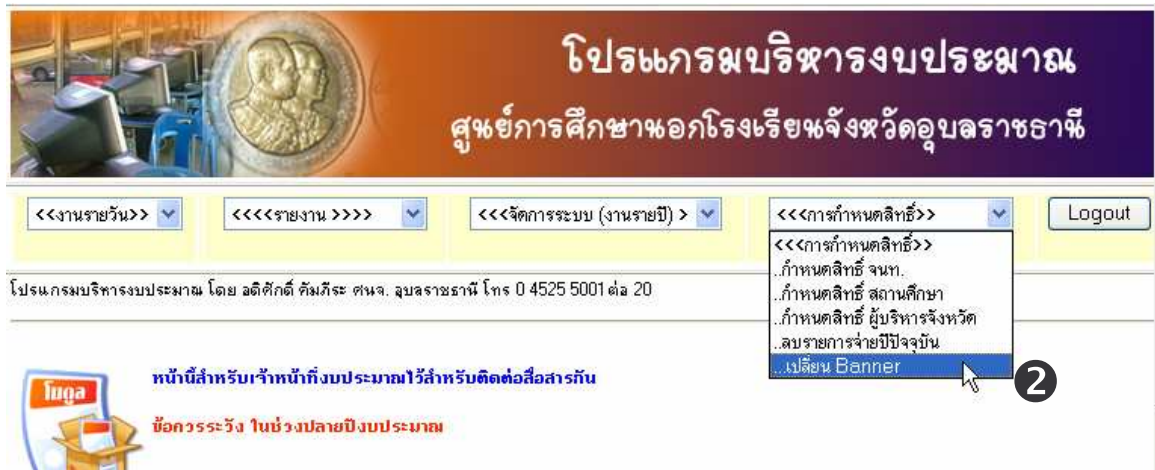 โปรแกรมบริหารงบประมาณ
ศูนย์การศึกษานอกโรงเรียนจังหวัดอุบลราชธานี
<<งานรายวัน>> <<<<รายงาน >>>> <<<จัดการระบบ (งานรายปี) > <<<การกำหนดสิทธิ์>> Logout
<<<การกำหนดสิทธิ์>>
..กำหนดสิทธิ์ จนท.
..กำหนดสิทธิ์ สถานศึกษา
..กำหนดสิทธิ์ ผู้บริหารจังหวัด
..ลบรายการจ่ายปีปัจจุบัน
...เปลี่ยน Banner
2
โปรแกรมบริหารงบประมาณ โดย อดิศักดิ์ คัมภีระ ศนจ. อุบลราชธานี โทร 0 4525 5001 ต่อ 20
โมดูล
หน้านี้สำหรับเจ้าหน้าที่งบประมาณไว้สำหรับติดต่อสื่อสารกัน
ข้อควรระวัง ในช่วงปลายปีงบประมาณ